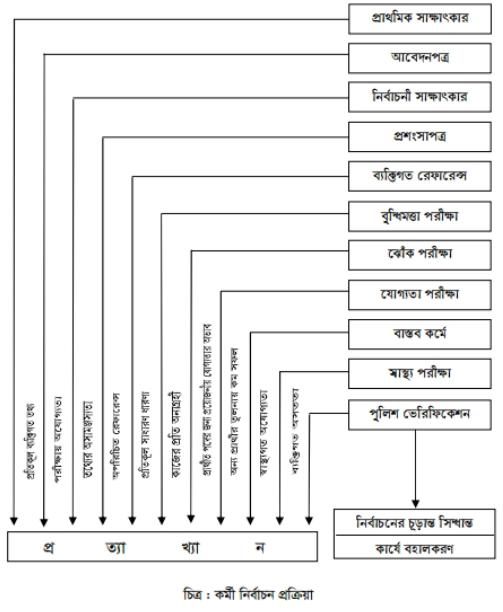 প্রাথমিক সাক্ষাৎকার
আবেদনপত্র
নির্বাচনী সাক্ষাৎকার
প্রশংসাপত্র
ব্যক্তিগত রেফারেন্স
বুদ্ধিমত্তা পরীক্ষা
ঝোঁক পরীক্ষা
যোগ্যতা পরীক্ষা
বাস্তব কর্মে
স্বাস্থ্য পরীক্ষা
পুলিশ ভেরিফিকেশন
প্রতিকূল ব্যক্তিগত তথ্য
পরীক্ষায় অযোগ্যতা
তথ্যের অসামঞ্জস্যতা
অপরিচিত রেফারেন্স
প্রতিকূল সাধারণ ধারণা
কাজের প্রতি অনাগ্রহী
প্রার্থীত পদের জন্য প্রয়োজনীয় যোগ্যতার অভাব
অন্য প্রার্থীর তুলনায় কম সফল
স্বাস্থ্যগত অযোগ্যতা
ব্যক্তিগত অসততা
নির্বাচনের চূড়ান্ত সিদ্ধান্ত
কার্যে বহালকরণ
প্র ত্যা খ্যা ন
চিত্র : কর্মী নির্বাচন প্রক্রিয়া